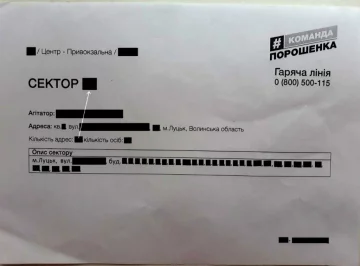 / Центр - Привокзальна /
# КОМАНДА
ПОРОШЕНКА
Гаряча лінія
0 (800) 500-115
СЕКТОР
Агітатор:
Адреса: кв. , вул. , м.Луцьк, Волинська область
Кількість адрес: кількість осіб:
Опис сектору
м.Луцьк, вул. , буд.